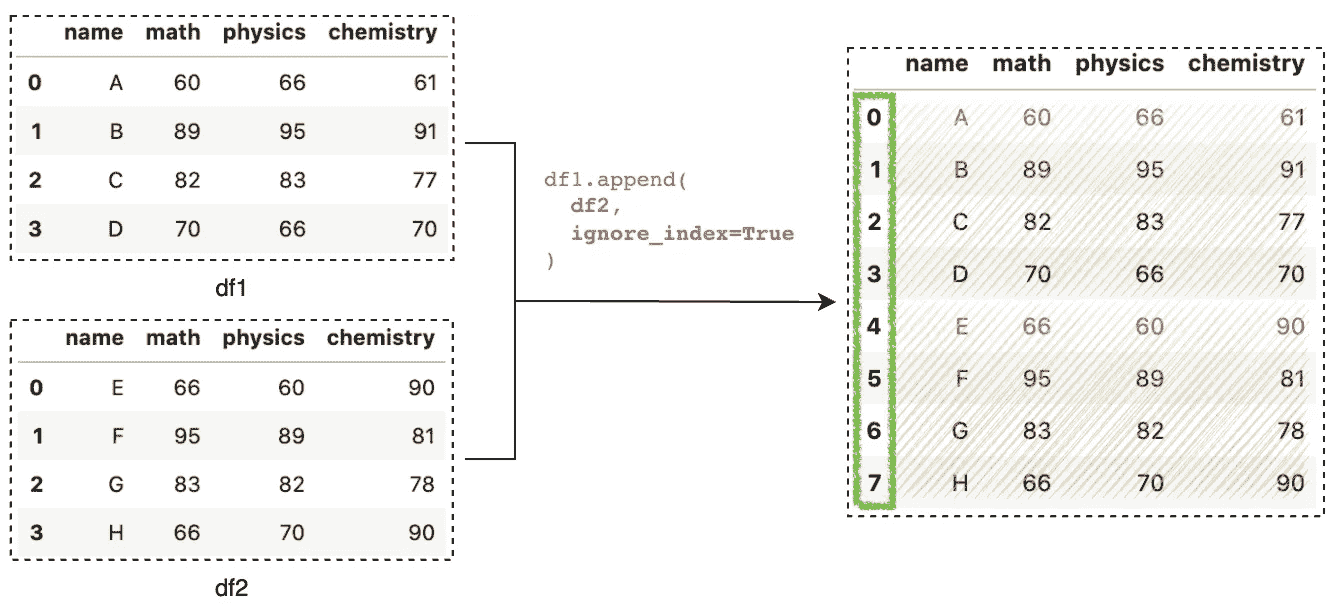 name math physics chemistry
0 A 60 66 61
1 B 89 95 91
2 C 82 83 77
3 D 70 66 70
df1
name math physics chemistry
0 E 66 60 90
1 F 95 89 81
2 G 83 82 78
3 H 66 70 90
df2
df1.append(
df2,
ignore_index=True
)
name math physics chemistry
0 A 60 66 61
1 B 89 95 91
2 C 82 83 77
3 D 70 66 70
4 E 66 60 90
5 F 95 89 81
6 G 83 82 78
7 H 66 70 90